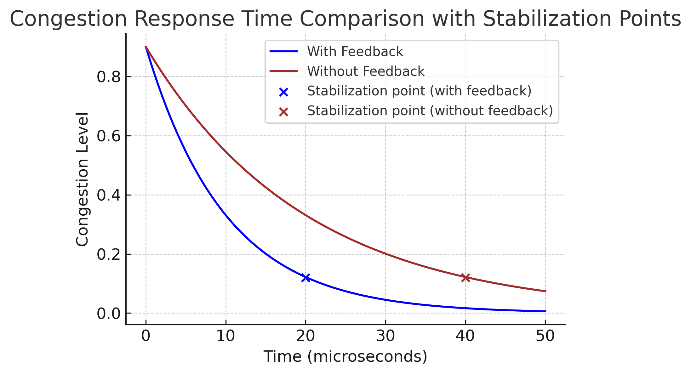 Congestion Response Time Comparison with Stabilization Points
With Feedback
Without Feedback
Stabilization point (with feedback)
Stabilization point (without feedback)
Congestion Level
0.8
0.6
0.4
0.2
0.0
0
10
20
30
40
50
Time (microseconds)